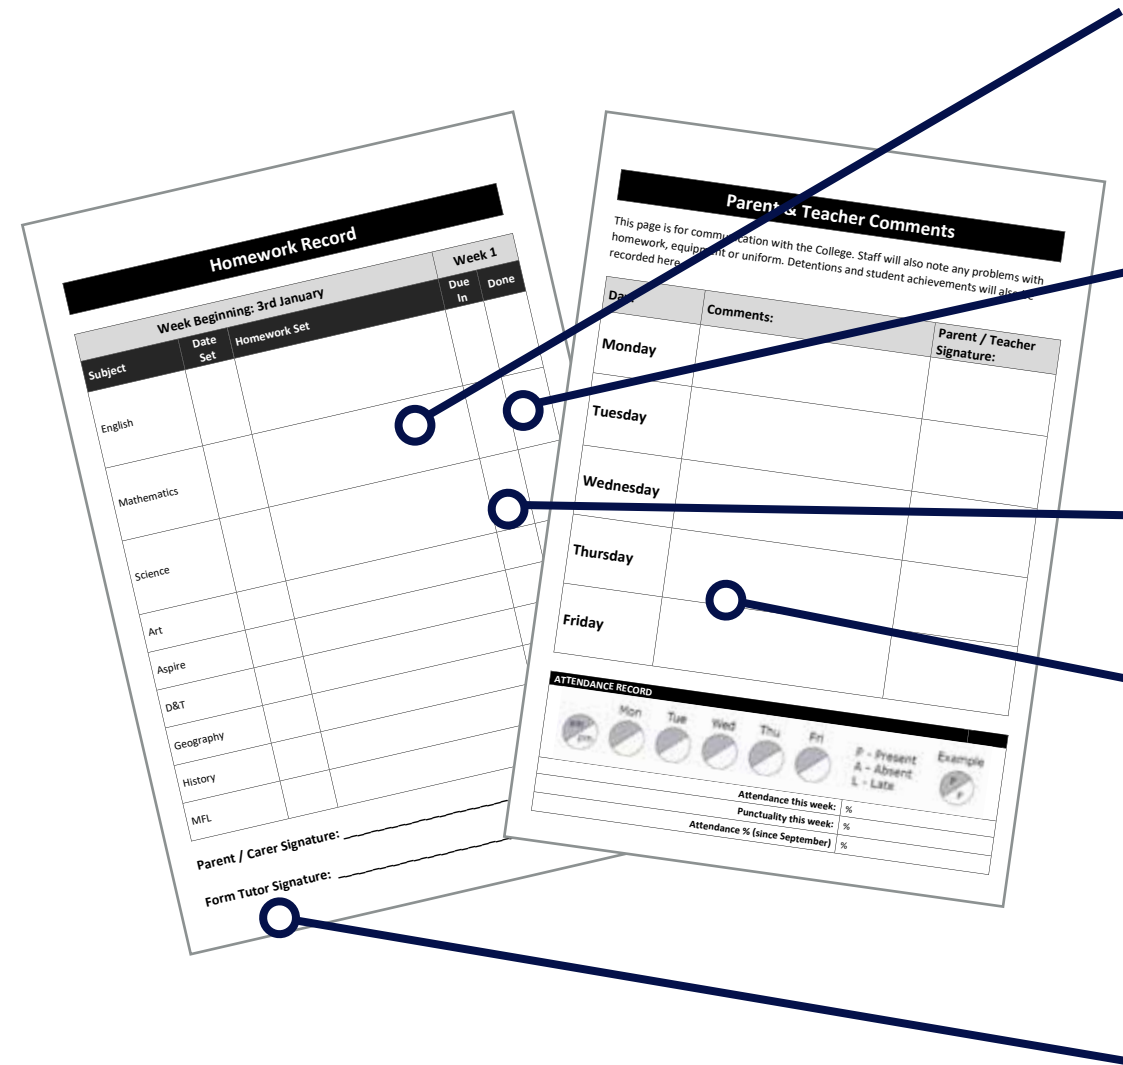 Homework Record
Week Beginning: 3rd January
Week 1
Subject
Date
Set
Homework Set
Due
In
Done
English
Mathematics
Science
Art
Aspire
D&T
Geography
History
MFL
Parent / Carer Signature:
Form Tutor Signature:
Parent & Teacher Comments
This page is for communication with the College. Staff will also note any problems with
homework, equipment or uniform. Detentions and student achievements will also be
recorded here
Day:
Comments:
Parent / Teacher
Signature:
Monday
Tuesday
Wednesday
Thursday
Friday
ATTENDANCE RECORD
am
pm
Mon
Tue
Wed
Thu
Fri
P - Present
A - Absent
L - Late
Example
P
P
Attendance this week: %
Punctuality this week: %
Attendance % (since September) %